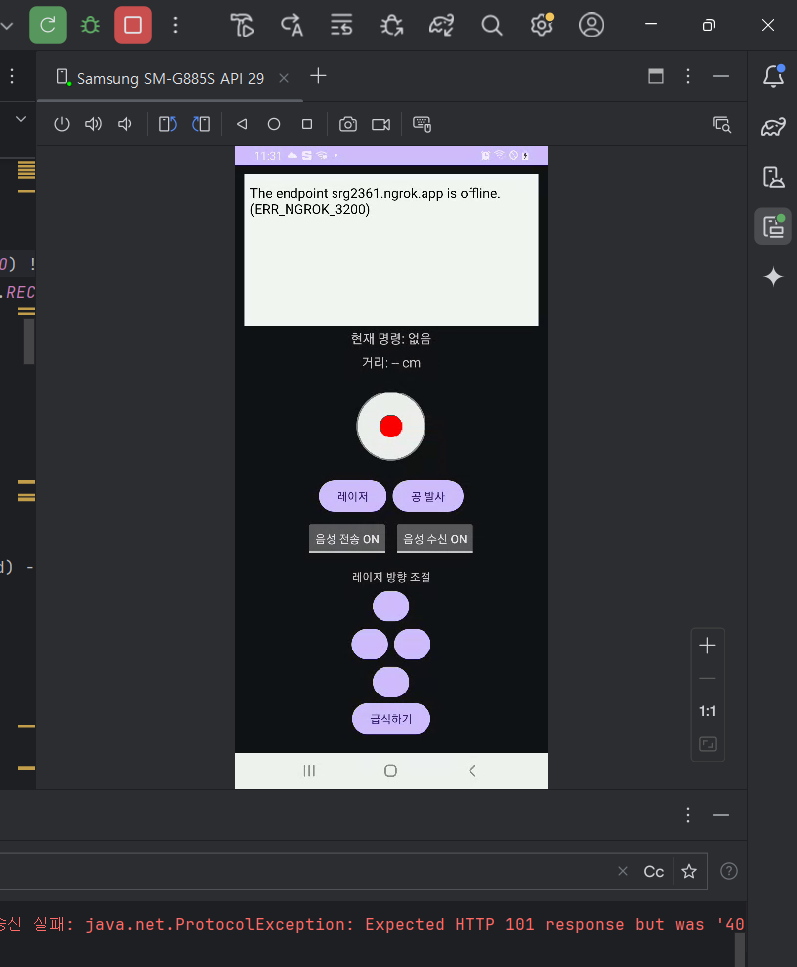 Samsung SM-G885S API 29
11:31
0) !
.REC
The endpoint srg2361.ngrok.app is offline.
(ERR_NGROK_3200)
현재 명령: 없음
거리: -- cm
레이저
공 발사
음성 전송 ON
음성 수신 ON
d) -
레이저 방향 조절
급식하기
1:1
Cc
송신 실패: java.net.ProtocolException: Expected HTTP 101 response but was '40